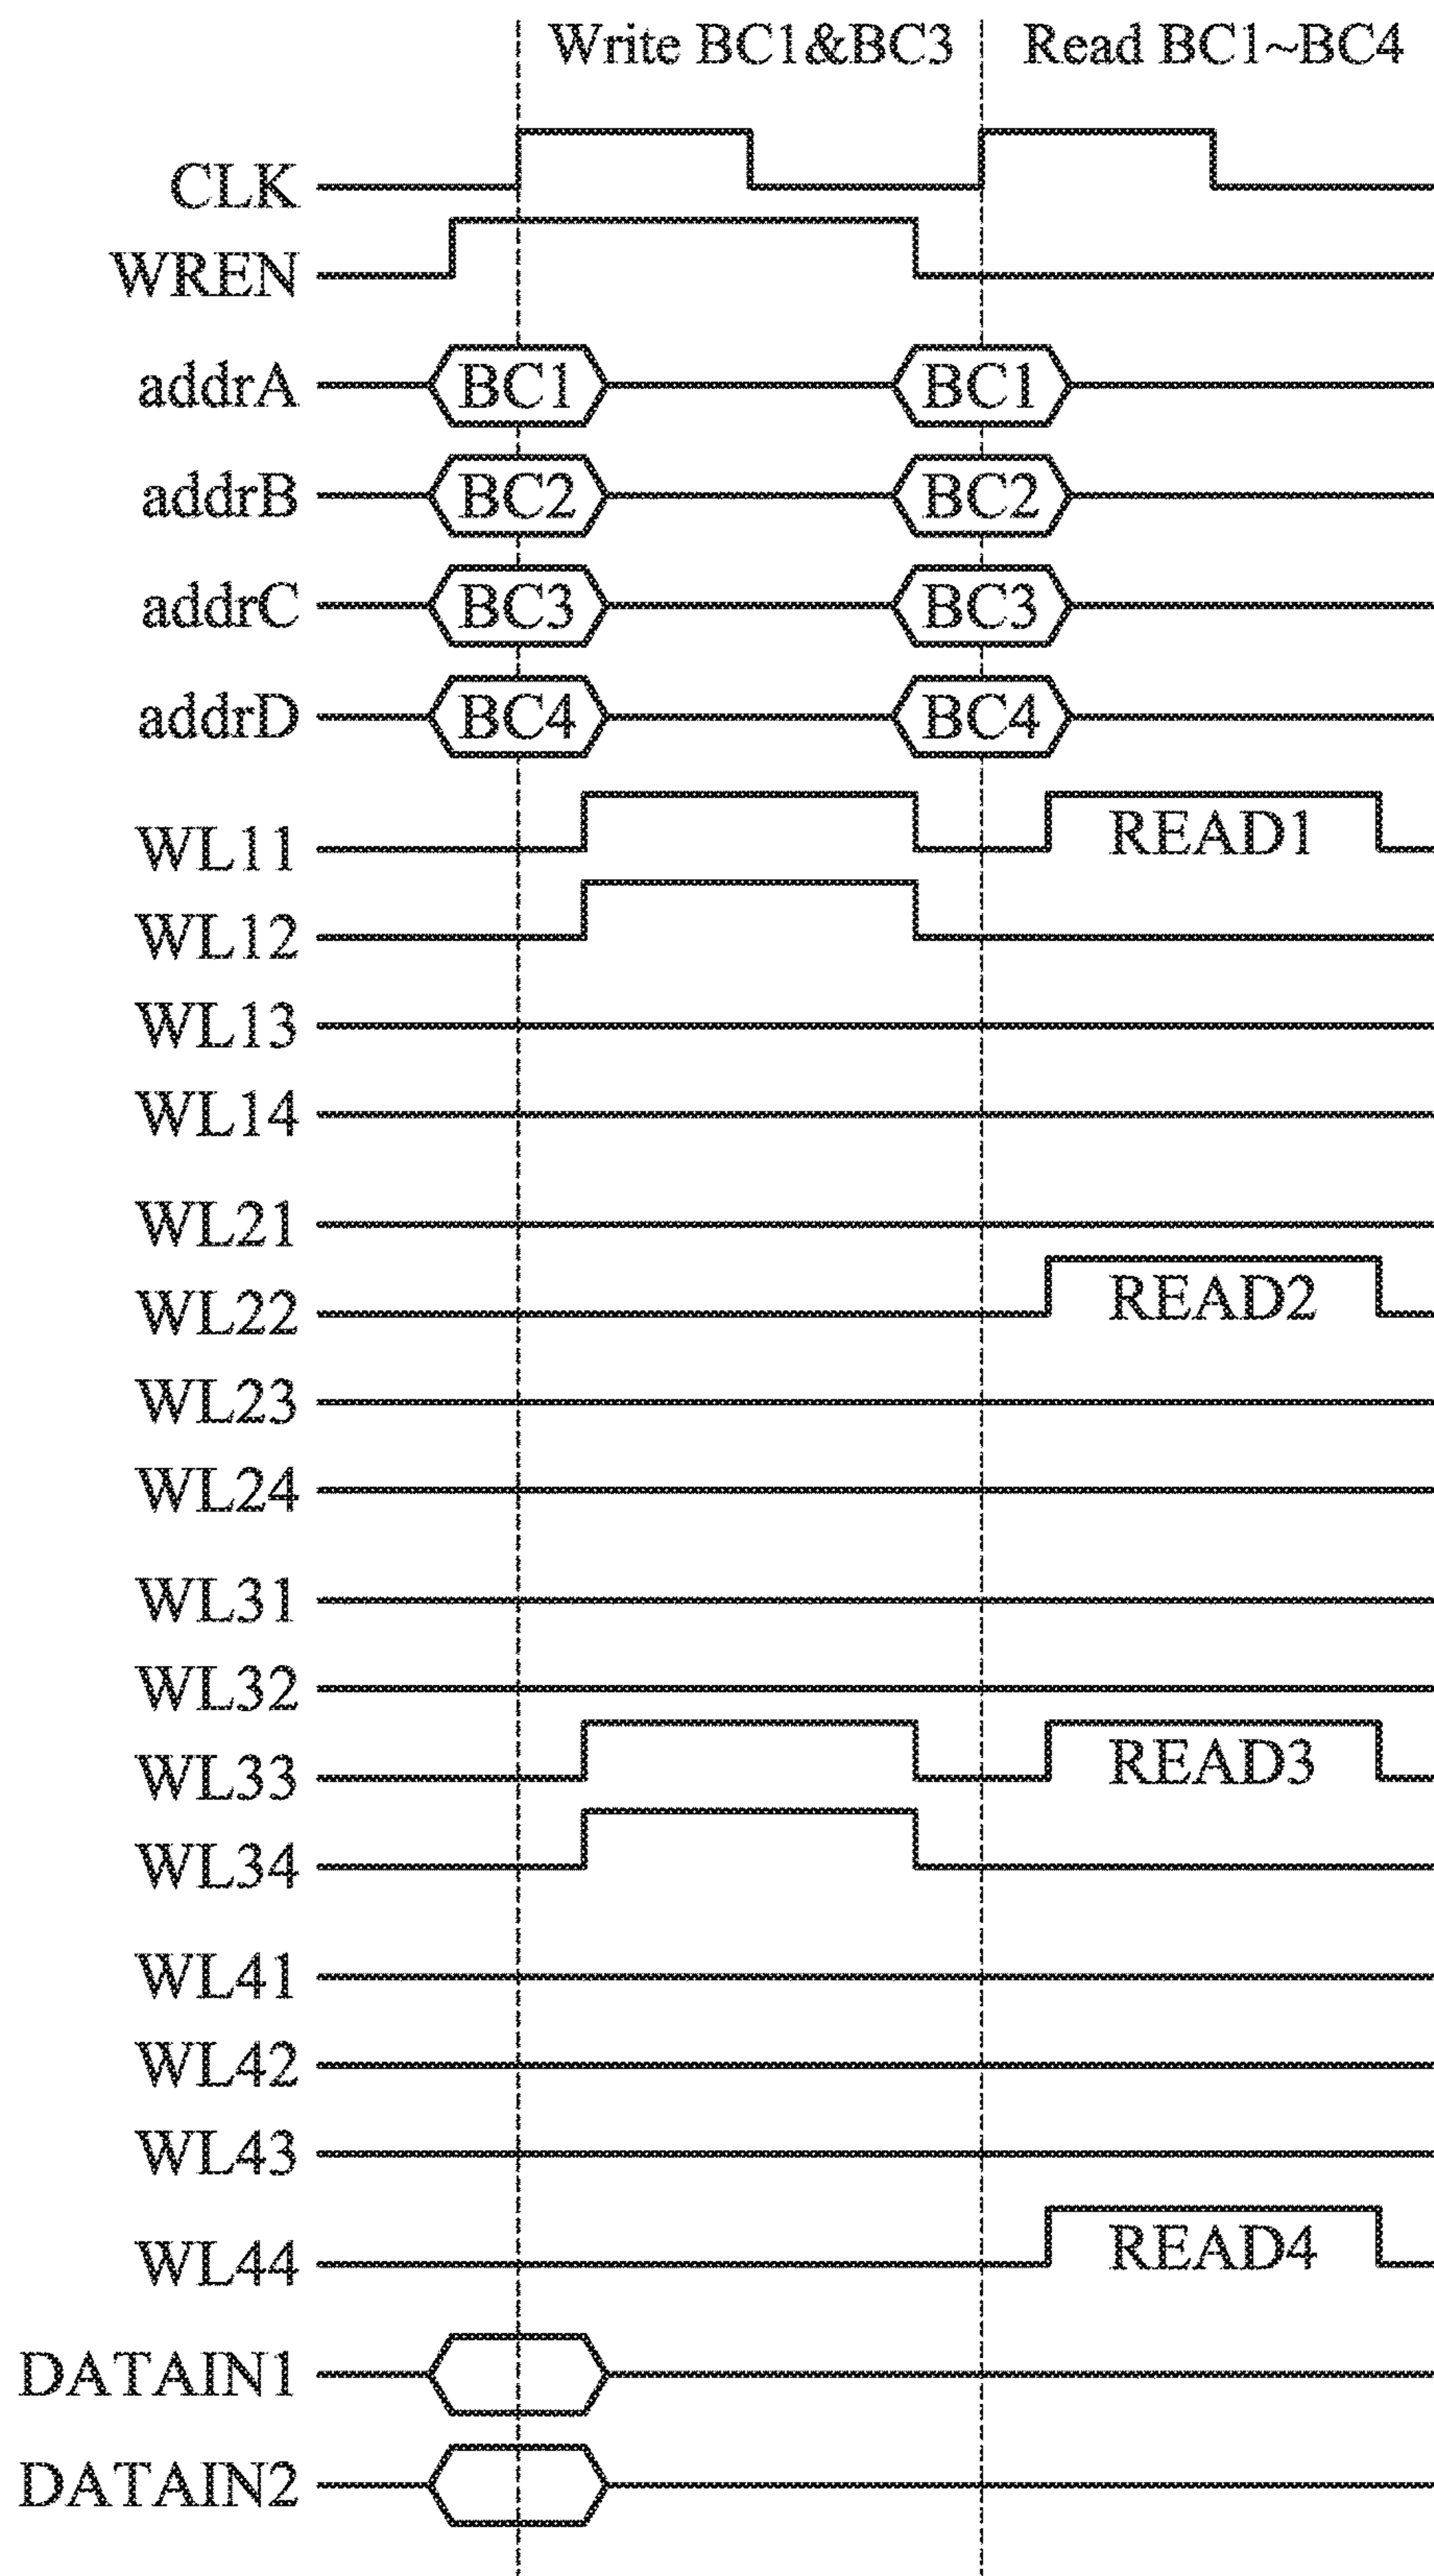 Write BC1&BC3 Read BC1~BC4
CLK
WREN
addrA BC1 BC1
addrB BC2 BC2
addrC BC3 BC3
addrD BC4 BC4
WL11 READ1
WL12
WL13
WL14
WL21
WL22 READ2
WL23
WL24
WL31
WL32
WL33 READ3
WL34
WL41
WL42
WL43
WL44 READ4
DATAIN1
DATAIN2